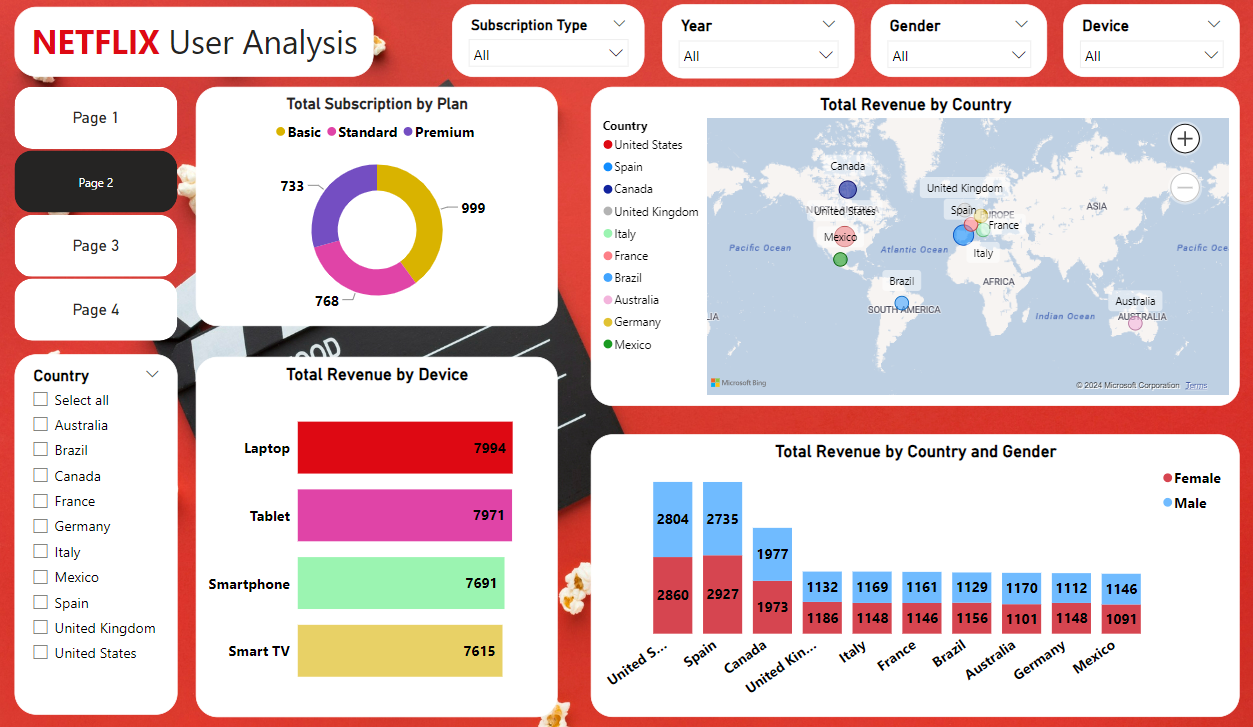 NETFLIX User Analysis
Subscription Type
All
Year
All
Gender
All
Device
All
Page 1
Page 2
Page 3
Page 4
Country
Select all
Australia
Brazil
Canada
France
Germany
Italy
Mexico
Spain
United Kingdom
United States
Total Subscription by Plan
Basic Standard Premium
733
999
768
OOD
Total Revenue by Device
Laptop 7994
Tablet 7971
Smartphone 7691
Smart TV 7615
Total Revenue by Country
Country
United States
Spain
Canada
United Kingdom
Italy
France
Brazil
Australia
Germany
Mexico
Canada
United Kingdom
Spain
EUROPE
ASIA
United States
France
Mexico
Pacific Ocean
Atlantic Ocean
Pacific Oc
Italy
Brazil
AFRICA
SOUTH AMERICA
Australia
LIA
Indian Ocean
AUSTRALIA
Microsoft Bing
© 2024 Microsoft Corporation Terms
Total Revenue by Country and Gender
Female
Male
2804 2735 1977 1132 1169 1161 1129 1170 1112 1146
2860 2927 1973 1186 1148 1146 1156 1101 1148 1091
United S... Spain Canada United Kin... Italy France Brazil Australia Germany Mexico